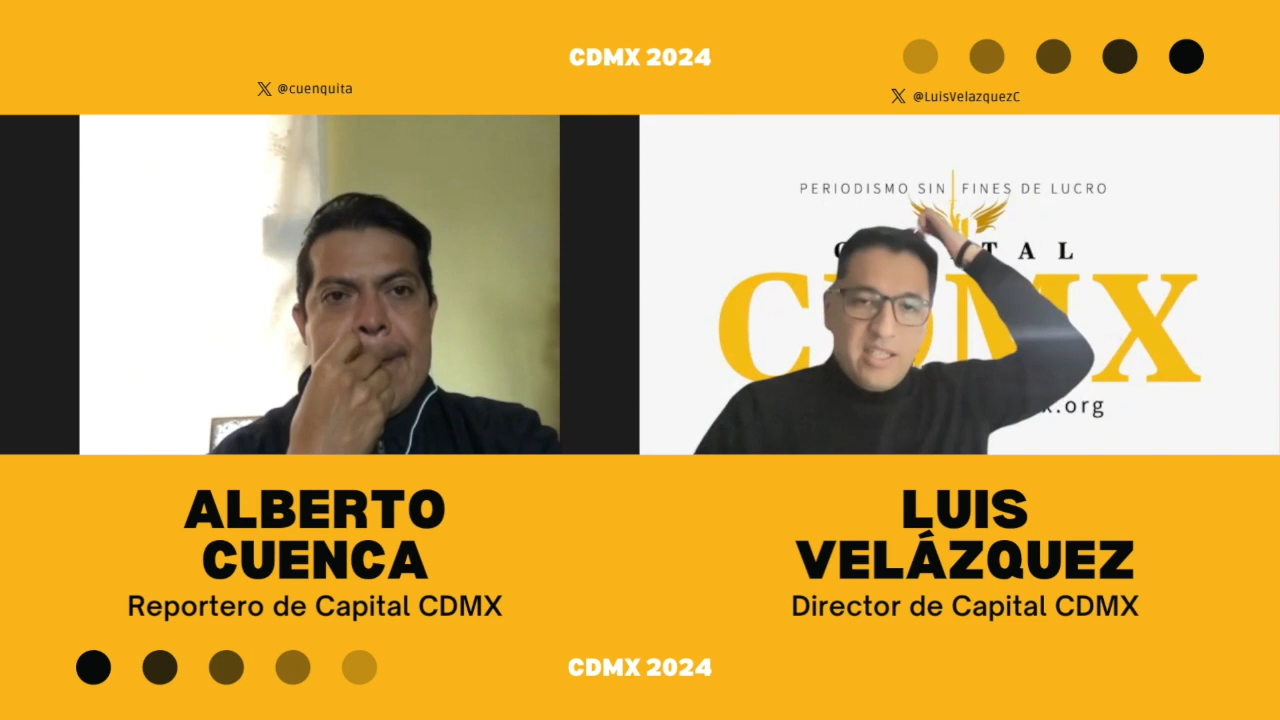 CDMX 2024
@cuenquita
@LuisVelazquezC
PERIODISMO SIN FINES DE LUCRO
CDMX
.org
ALBERTO
CUENCA
Reportero de Capital CDMX
LUIS
VELÁZQUEZ
Director de Capital CDMX
CDMX 2024